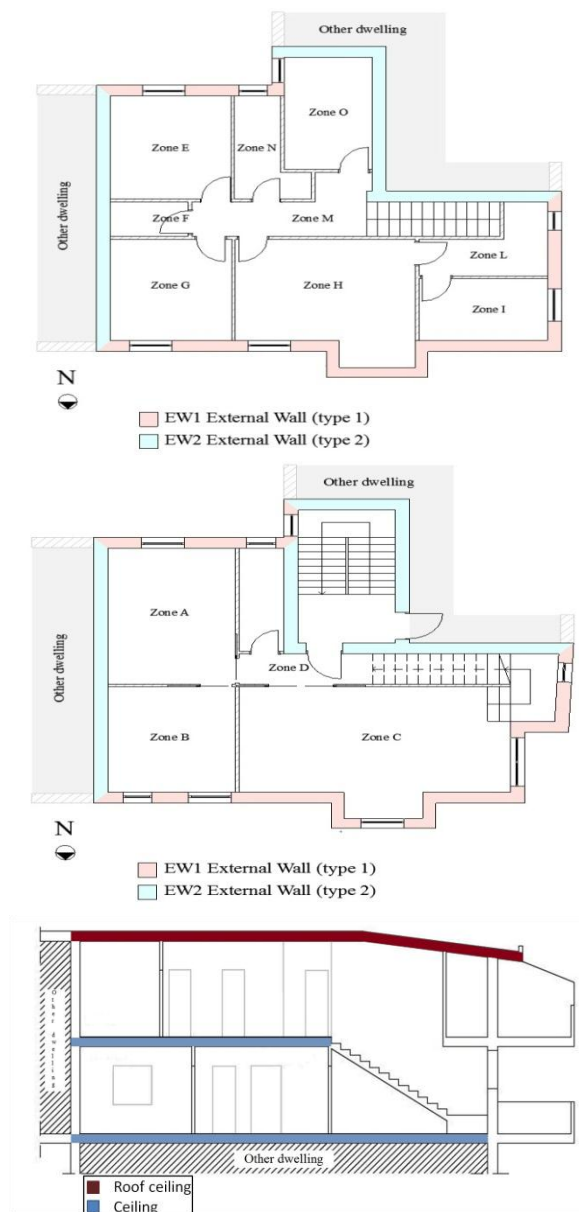 Other dwelling
Zone O
Zone E
Zone N
Other dwelling
Zone F
Zone M
Zone L
Zone G
Zone H
Zone I
N
EW1 External Wall (type 1)
EW2 External Wall (type 2)
Other dwelling
Zone A
Other dwelling
Zone D
Zone B
Zone C
N
EW1 External Wall (type 1)
EW2 External Wall (type 2)
Other dwelling
Other dwelling
Roof ceiling
Ceiling